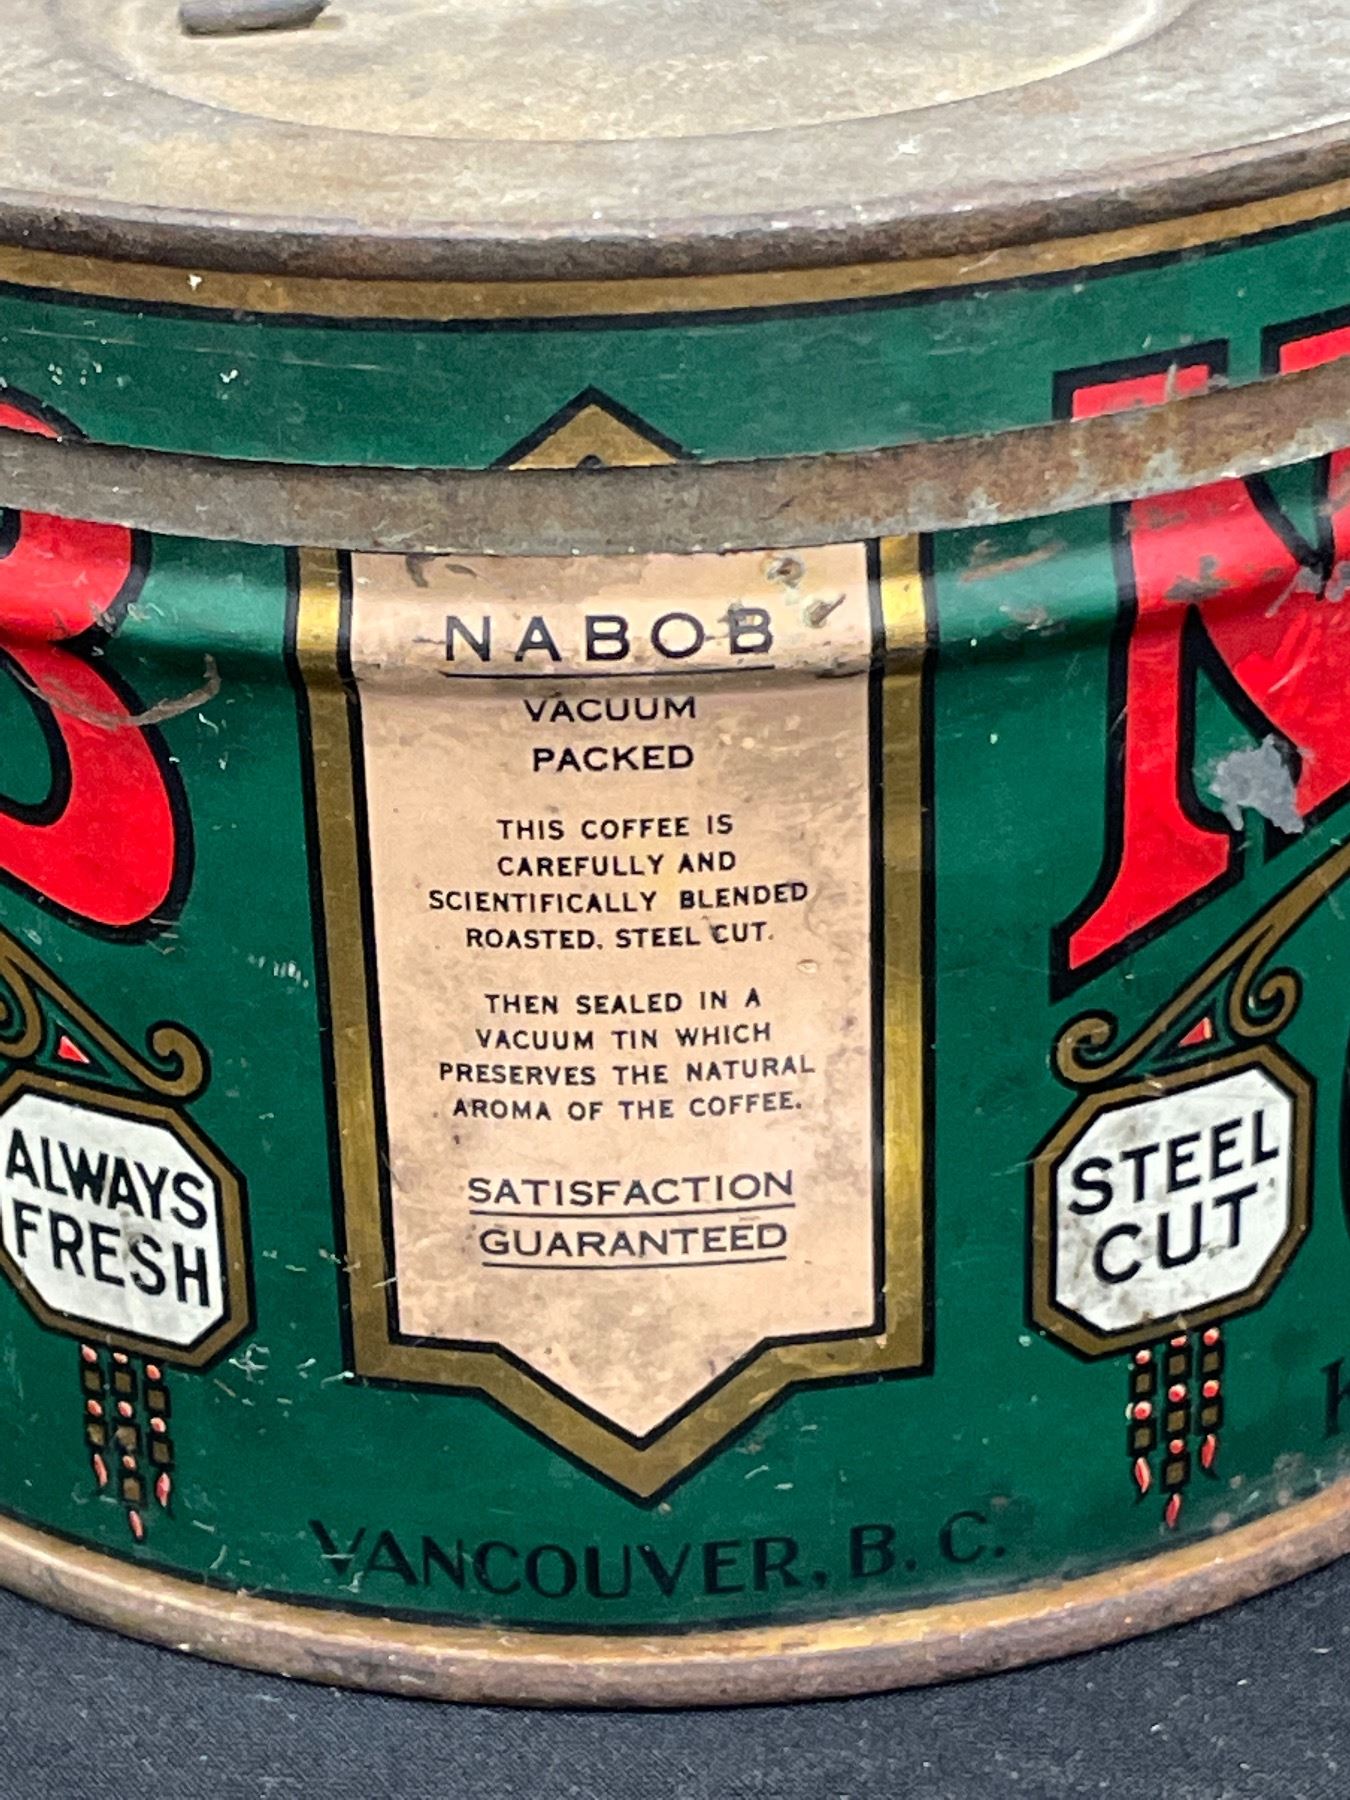 NABOB
VACUUM
PACKED
THIS COFFEE IS
CAREFULLY AND
SCIENTIFICALLY BLENDED
ROASTED, STEEL CUT.
THEN SEALED IN A
VACUUM TIN WHICH
PRESERVES THE NATURAL
AROMA OF THE COFFEE.
SATISFACTION
GUARANTEED
ALWAYS
FRESH
STEEL
CUT
VANCOUVER, B. C.